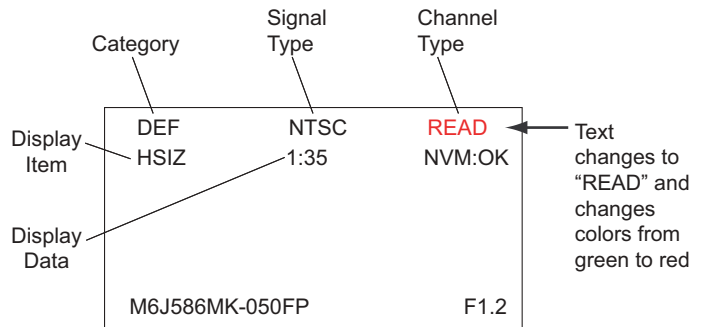 Category
Signal
Type
Channel
Type
DEF
NTSC
READ
Display
Item
HSIZ
1:35
NVM:OK
Text
changes to
“READ” and
changes
colors from
green to red
Display
Data
M6J586MK-050FP
F1.2